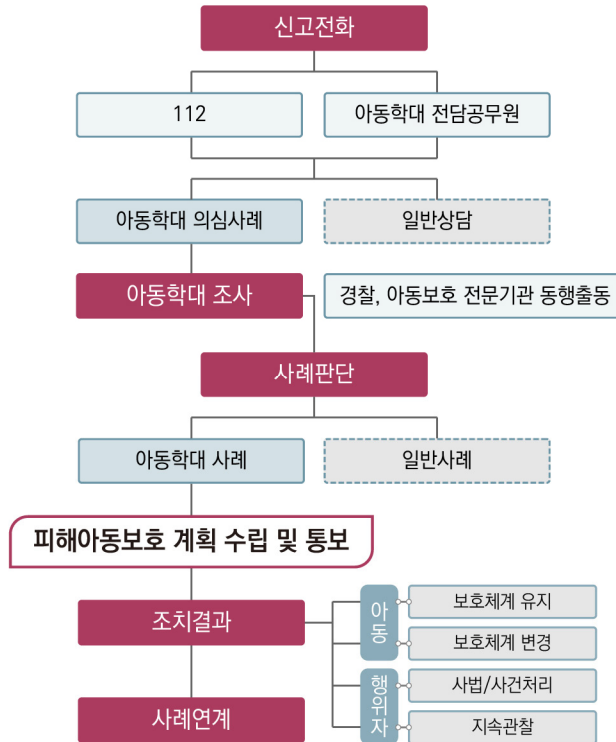 신고전화
112
아동학대 전담공무원
아동학대 의심사례
일반상담
아동학대 조사
경찰, 아동보호 전문기관 동행출동
사례판단
아동학대 사례
일반사례
피해아동보호 계획 수립 및 통보
조치결과
아동
보호체계 유지
보호체계 변경
행위자
사법/사건처리
지속관찰
사례연계